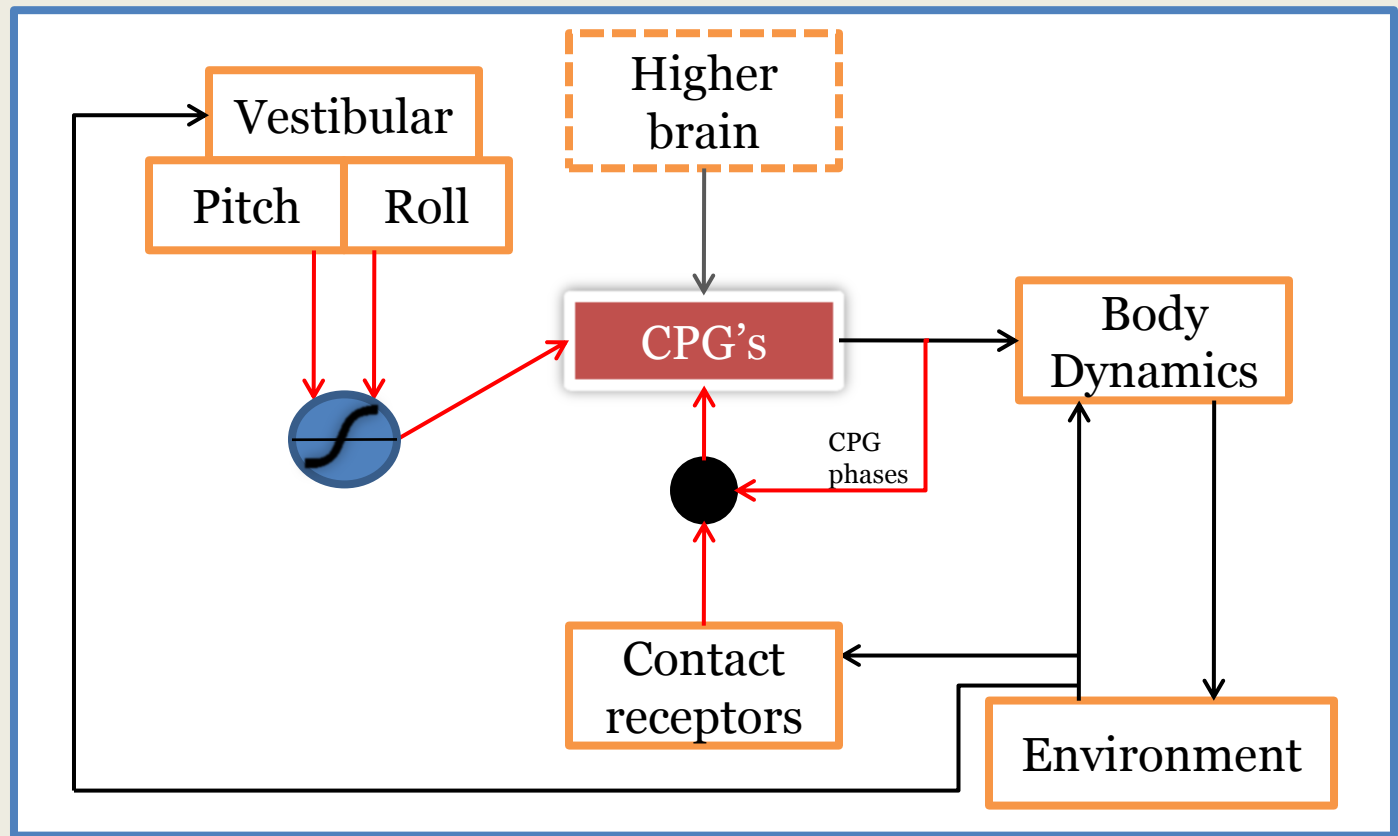 Higher
brain
Vestibular
Pitch
Roll
CPG’s
Body
Dynamics
CPG
phases
Contact
receptors
Environment